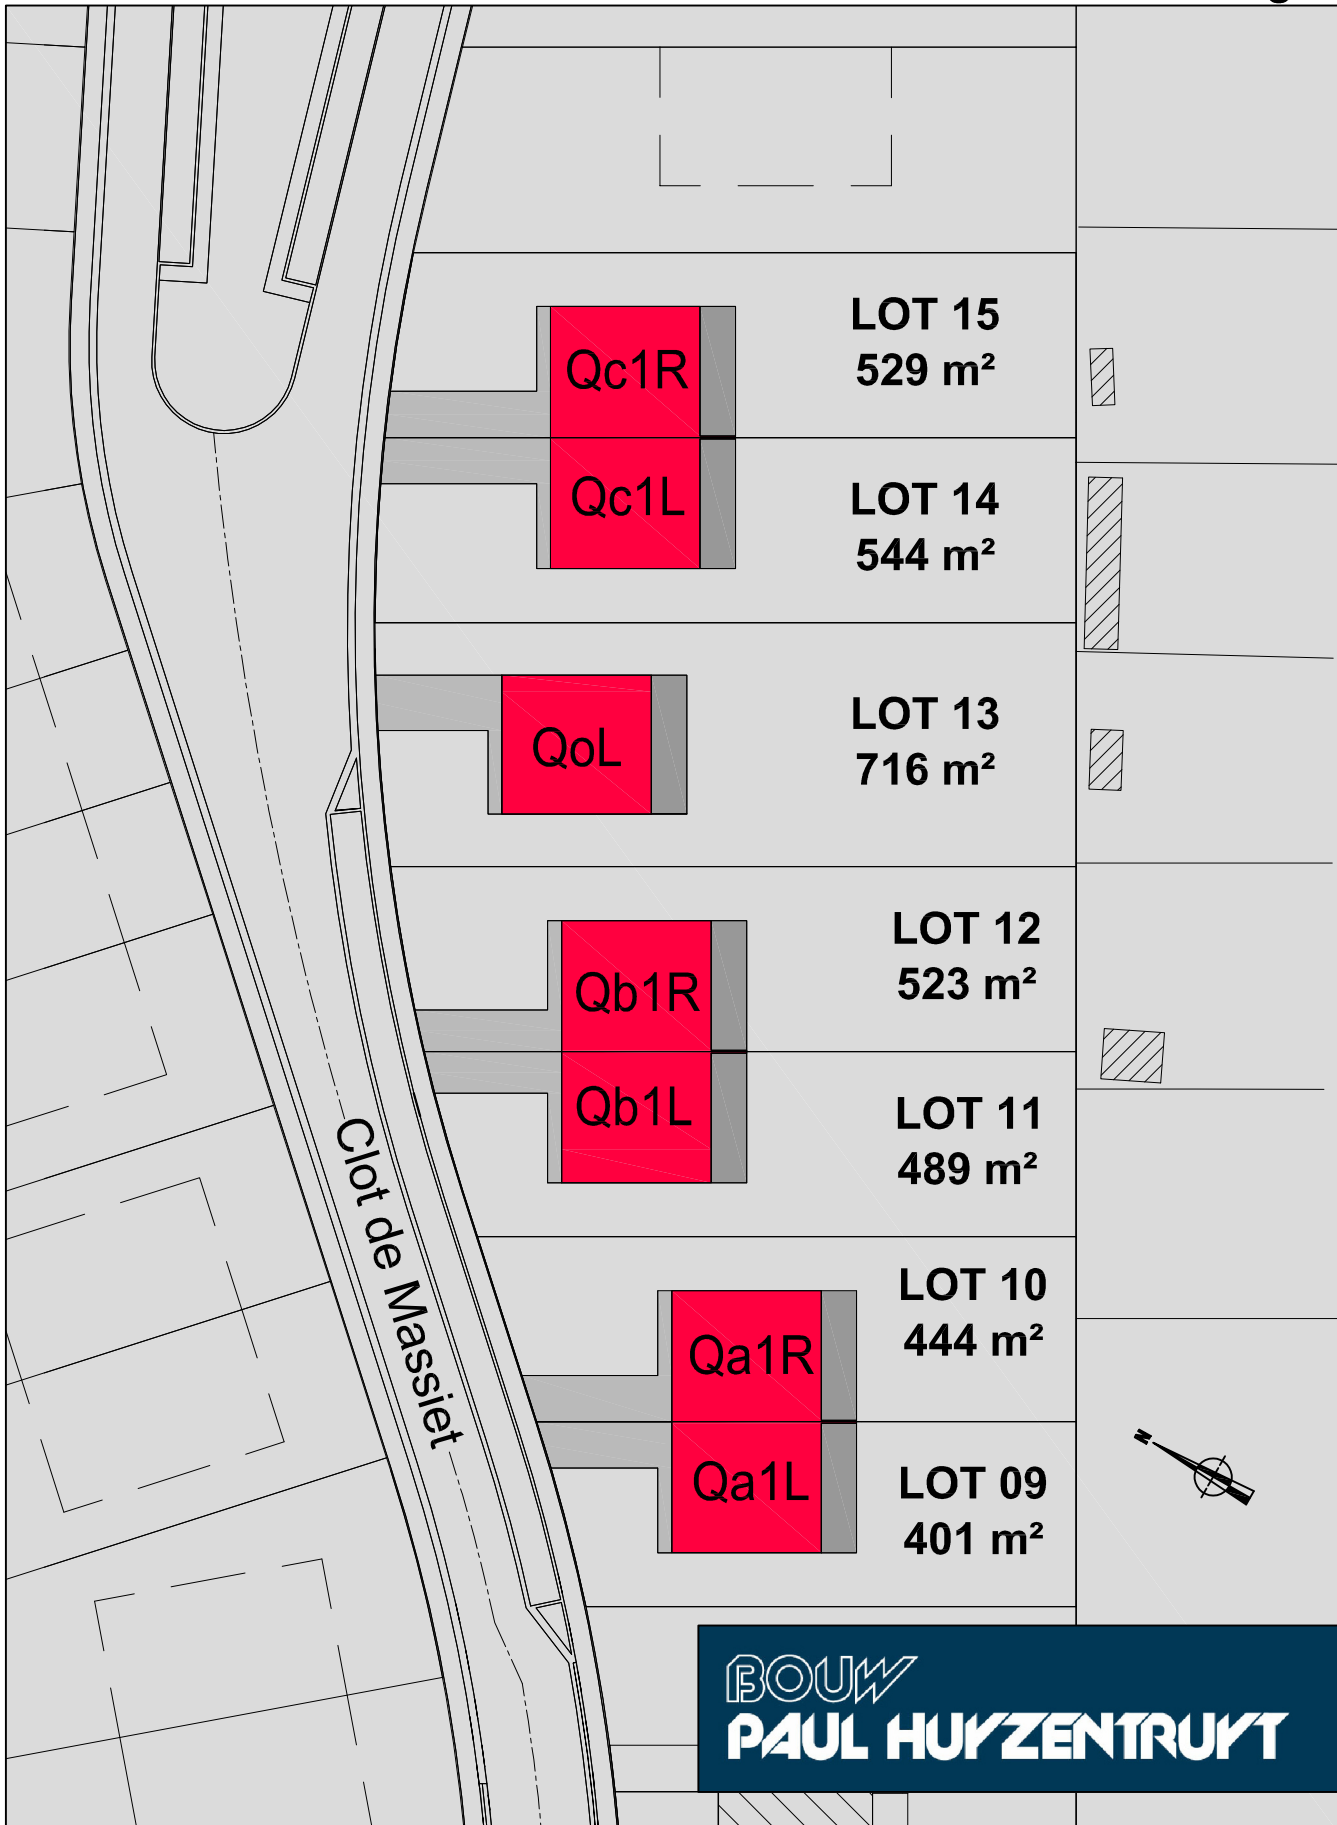 LOT 15
529 m²
Qc1R
LOT 14
544 m²
Qc1L
LOT 13
716 m²
QoL
LOT 12
523 m²
Qb1R
LOT 11
489 m²
Qb1L
Clot de Massiet
LOT 10
444 m²
Qa1R
N
LOT 09
401 m²
Qa1L
BOUW
PAUL HUYZENTRUYT